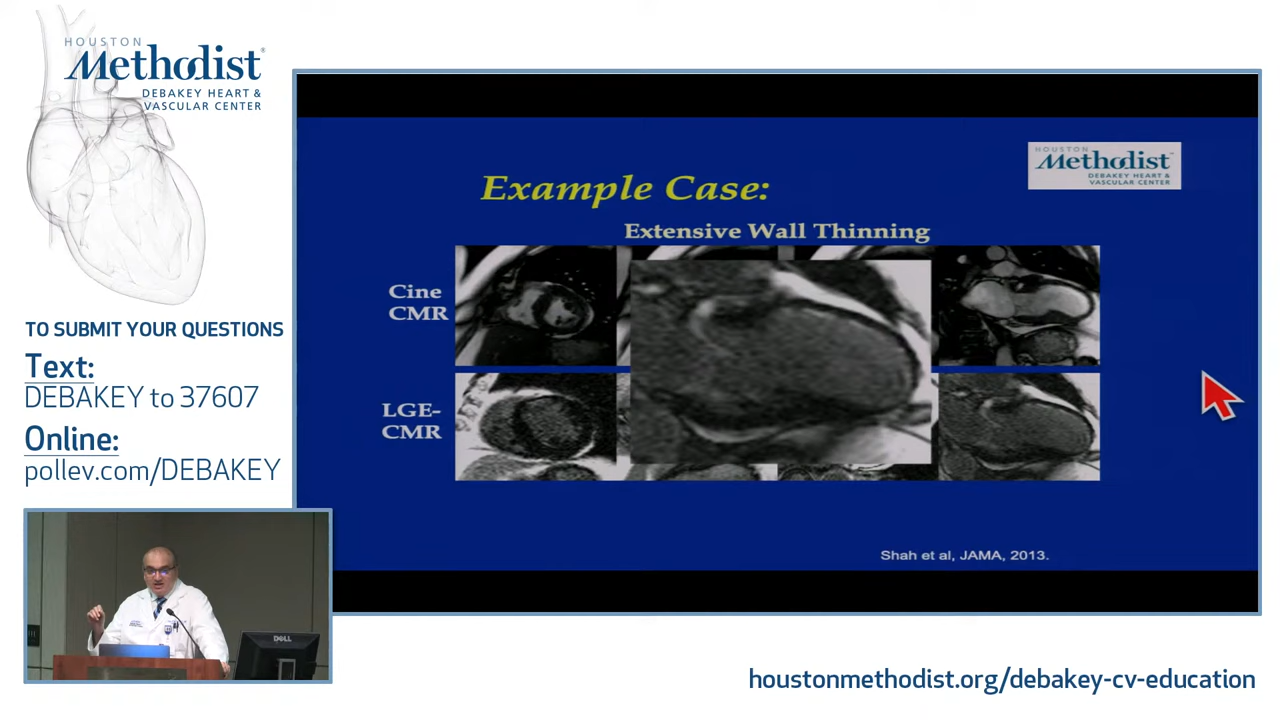 HOUSTON
Methodist
DEBAKEY HEART &
VASCULAR CENTER
TO SUBMIT YOUR QUESTIONS
Text:
DEBAKEY to 37607
Online:
pollev.com/DEBAKEY
HOUSTON
Methodist
DEBAKEY HEART &
VASCULAR CENTER
Example Case:
Extensive Wall Thinning
Cine
CMR
LGE-
CMR
Shah et al, JAMA, 2013.
DELL
houstonmethodist.org/debakey-cv-education